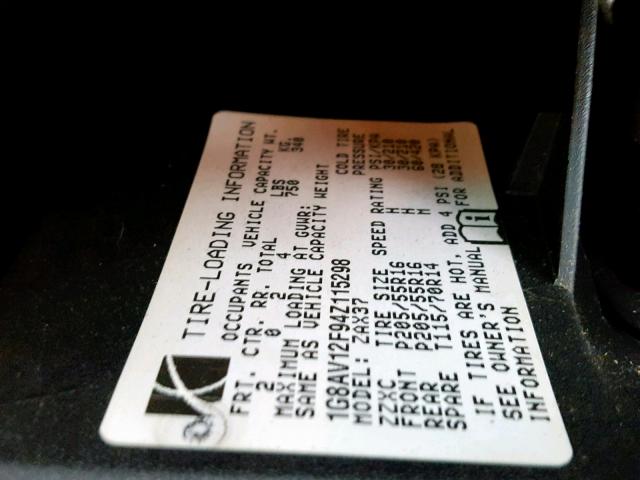 TIRE-LOADING INFORMATION
OCCUPANTS VEHICLE CAPACITY WT.
FRT. CTR. RR. TOTAL LBS KG.
2 0 2 4 750 340
MAXIMUM LOADING AT GVWR:
SAME AS VEHICLE CAPACITY WEIGHT
1G8AV12F94Z115298
MODEL: ZAX37 COLD TIRE
ZZXC TIRE SIZE SPEED RATING PRESSURE PSI/KPA
FRONT P205/55R16 H 30/210
REAR P205/55R16 H 30/210
SPARE T115/70R14 M 60/420
IF TIRES ARE HOT, ADD 4 PSI (28 KPA)
SEE OWNER'S MANUAL i FOR ADDITIONAL
INFORMATION